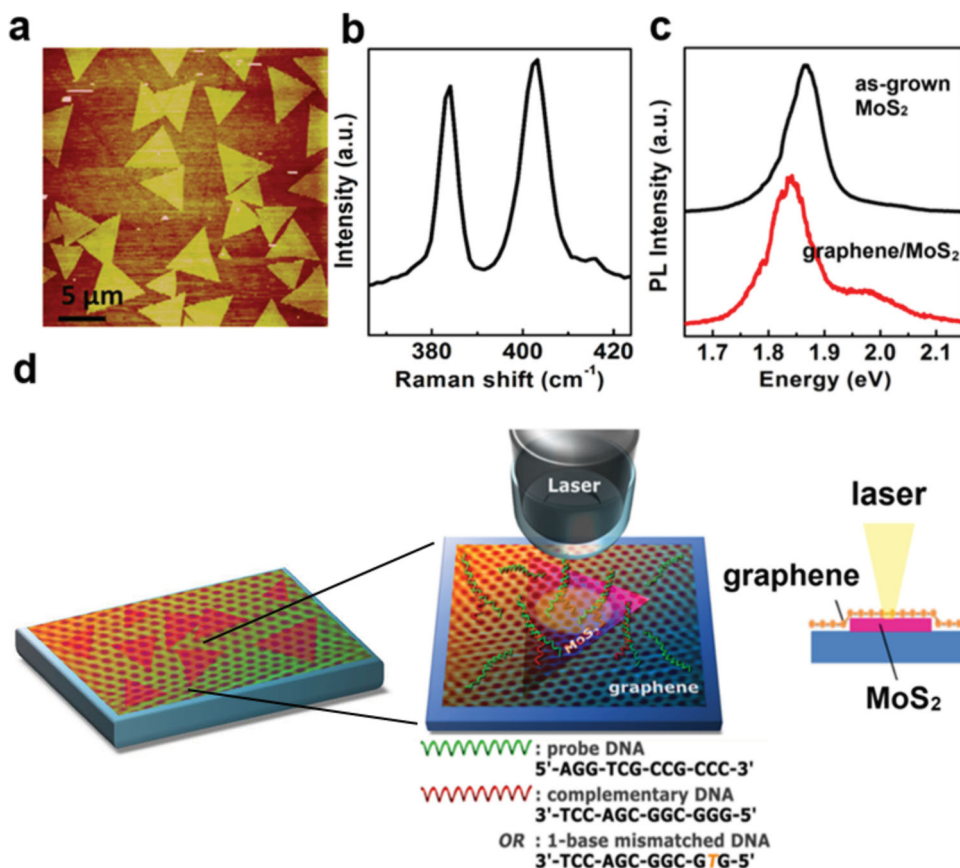 a
5 μm
b
Intensity (a.u.)
380 400 420
Raman shift (cm⁻¹)
c
as-grown
MoS₂
graphene/MoS₂
PL Intensity (a.u.)
1.7 1.8 1.9 2.0 2.1
Energy (eV)
d
Laser
MoS₂
graphene
laser
graphene
MoS₂
: probe DNA
5'-AGG-TCG-CCG-CCC-3'
: complementary DNA
3'-TCC-AGC-GGC-GGG-5'
OR : 1-base mismatched DNA
3'-TCC-AGC-GGC-GTG-5'